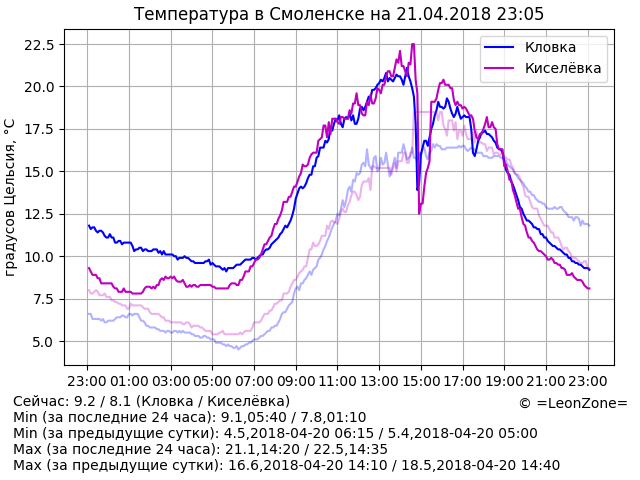 Температура в Смоленске на 21.04.2018 23:05
Кловка
Киселёвка
градусов Цельсия, °C
22.5
20.0
17.5
15.0
12.5
10.0
7.5
5.0
23:00 01:00 03:00 05:00 07:00 09:00 11:00 13:00 15:00 17:00 19:00 21:00 23:00
Сейчас: 9.2 / 8.1 (Кловка / Киселёвка)
© =LeonZone=
Min (за последние 24 часа): 9.1,05:40 / 7.8,01:10
Min (за предыдущие сутки): 4.5,2018-04-20 06:15 / 5.4,2018-04-20 05:00
Max (за последние 24 часа): 21.1,14:20 / 22.5,14:35
Max (за предыдущие сутки): 16.6,2018-04-20 14:10 / 18.5,2018-04-20 14:40